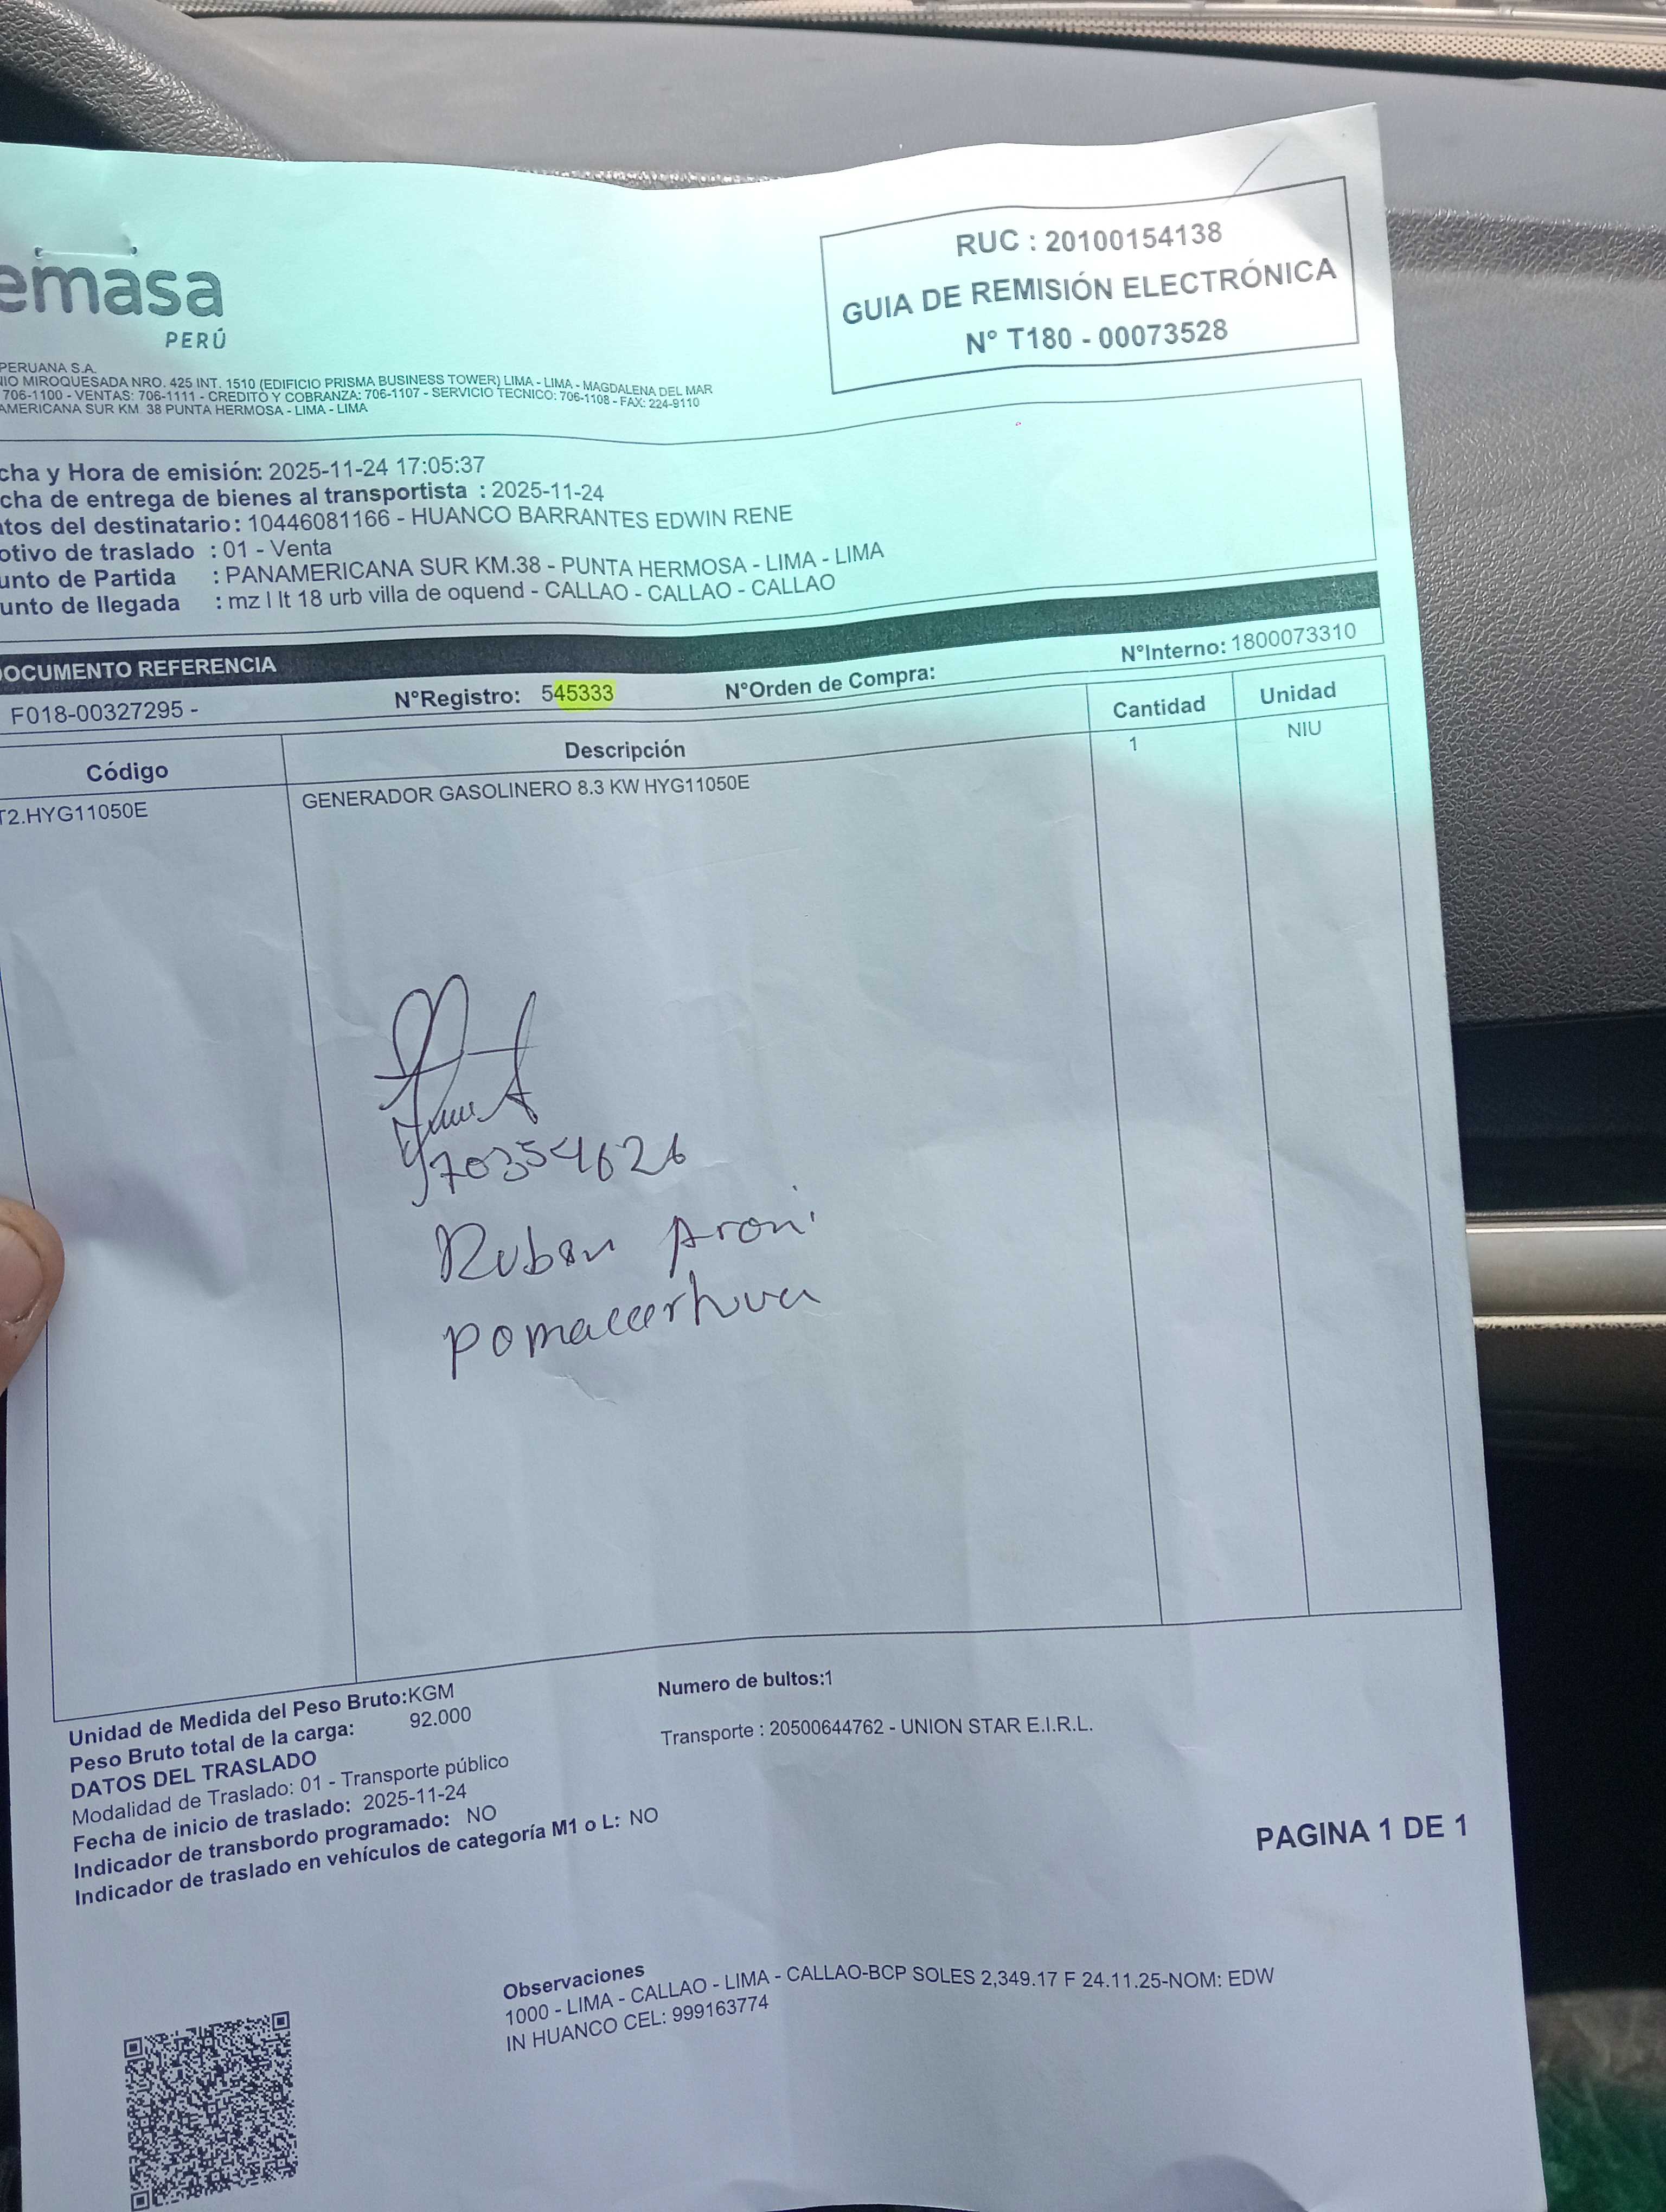 emasa
PERÚ
PERUANA S.A.
NIO MIROQUESADA NRO. 425 INT. 1510 (EDIFICIO PRISMA BUSINESS TOWER) LIMA - LIMA - MAGDALENA DEL MAR
706-1100 - VENTAS: 706-1111 - CREDITO Y COBRANZA: 706-1107 - SERVICIO TECNICO: 706-1108 - FAX: 224-9110
AMERICANA SUR KM. 38 PUNTA HERMOSA - LIMA - LIMA
RUC : 20100154138
GUIA DE REMISIÓN ELECTRÓNICA
N° T180 - 00073528
cha y Hora de emisión: 2025-11-24 17:05:37
cha de entrega de bienes al transportista : 2025-11-24
tos del destinatario: 10446081166 - HUANCO BARRANTES EDWIN RENE
otivo de traslado : 01 - Venta
unto de Partida : PANAMERICANA SUR KM.38 - PUNTA HERMOSA - LIMA - LIMA
unto de llegada : mz l lt 18 urb villa de oquend - CALLAO - CALLAO - CALLAO
DOCUMENTO REFERENCIA
F018-00327295 - N°Registro: 545333 N°Orden de Compra: N°Interno: 1800073310
Código Descripción Cantidad Unidad
T2.HYG11050E GENERADOR GASOLINERO 8.3 KW HYG11050E 1 NIU
970354626
Ruben Aroni
Unidad de Medida del Peso Bruto:KGM Numero de bultos:1
Peso Bruto total de la carga: 92.000
DATOS DEL TRASLADO Transporte : 20500644762 - UNION STAR E.I.R.L.
Modalidad de Traslado: 01 - Transporte público
Fecha de inicio de traslado: 2025-11-24
Indicador de transbordo programado: NO
Indicador de traslado en vehículos de categoría M1 o L: NO
PAGINA 1 DE 1
Observaciones
1000 - LIMA - CALLAO - LIMA - CALLAO-BCP SOLES 2,349.17 F 24.11.25-NOM: EDW
IN HUANCO CEL: 999163774